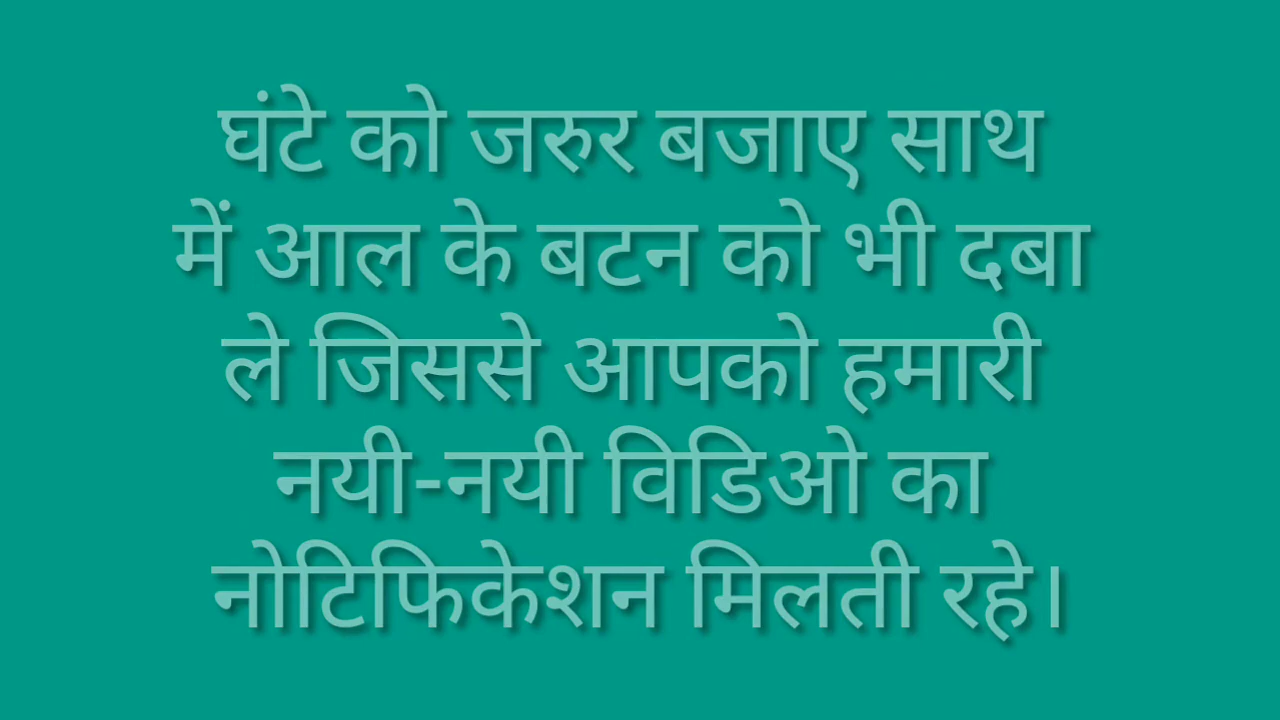 घंटे को जरुर बजाए साथ
में आल के बटन को भी दबा
ले जिससे आपको हमारी
नयी-नयी विडिओ का
नोटिफिकेशन मिलती रहे।